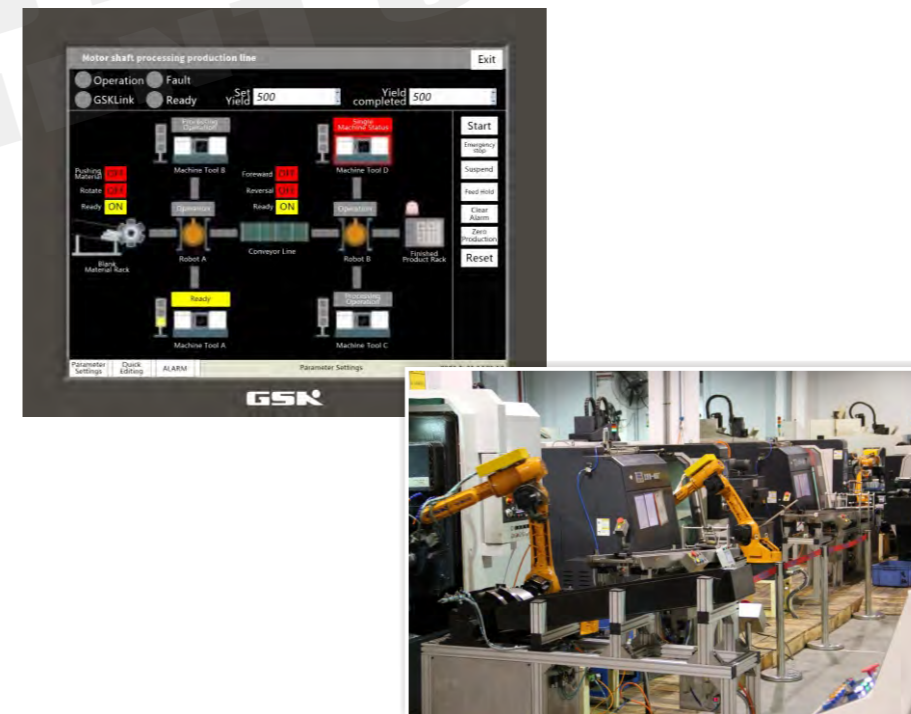 Motor shaft processing production line
Exit
Operation
Fault
GSKLink
Ready
Set
Yield
500
Yield
completed
500
Processing
Operation
Single
Machine Status
Start
Emergency
stop
Suspend
Feed Hold
Clear
Alarm
Zero
Production
Reset
Machine Tool B
Machine Tool D
Pushing
Material
OFF
Rotate
OFF
Ready
ON
Foreward
OFF
Reversal
OFF
Ready
ON
Operation
Operation
Blank
Material Rack
Robot A
Conveyor Line
Robot B
Finished
Product Rack
Ready
Processing
Operation
Machine Tool A
Machine Tool C
Parameter
Settings
Quick
Editing
ALARM
Parameter Settings
GSK